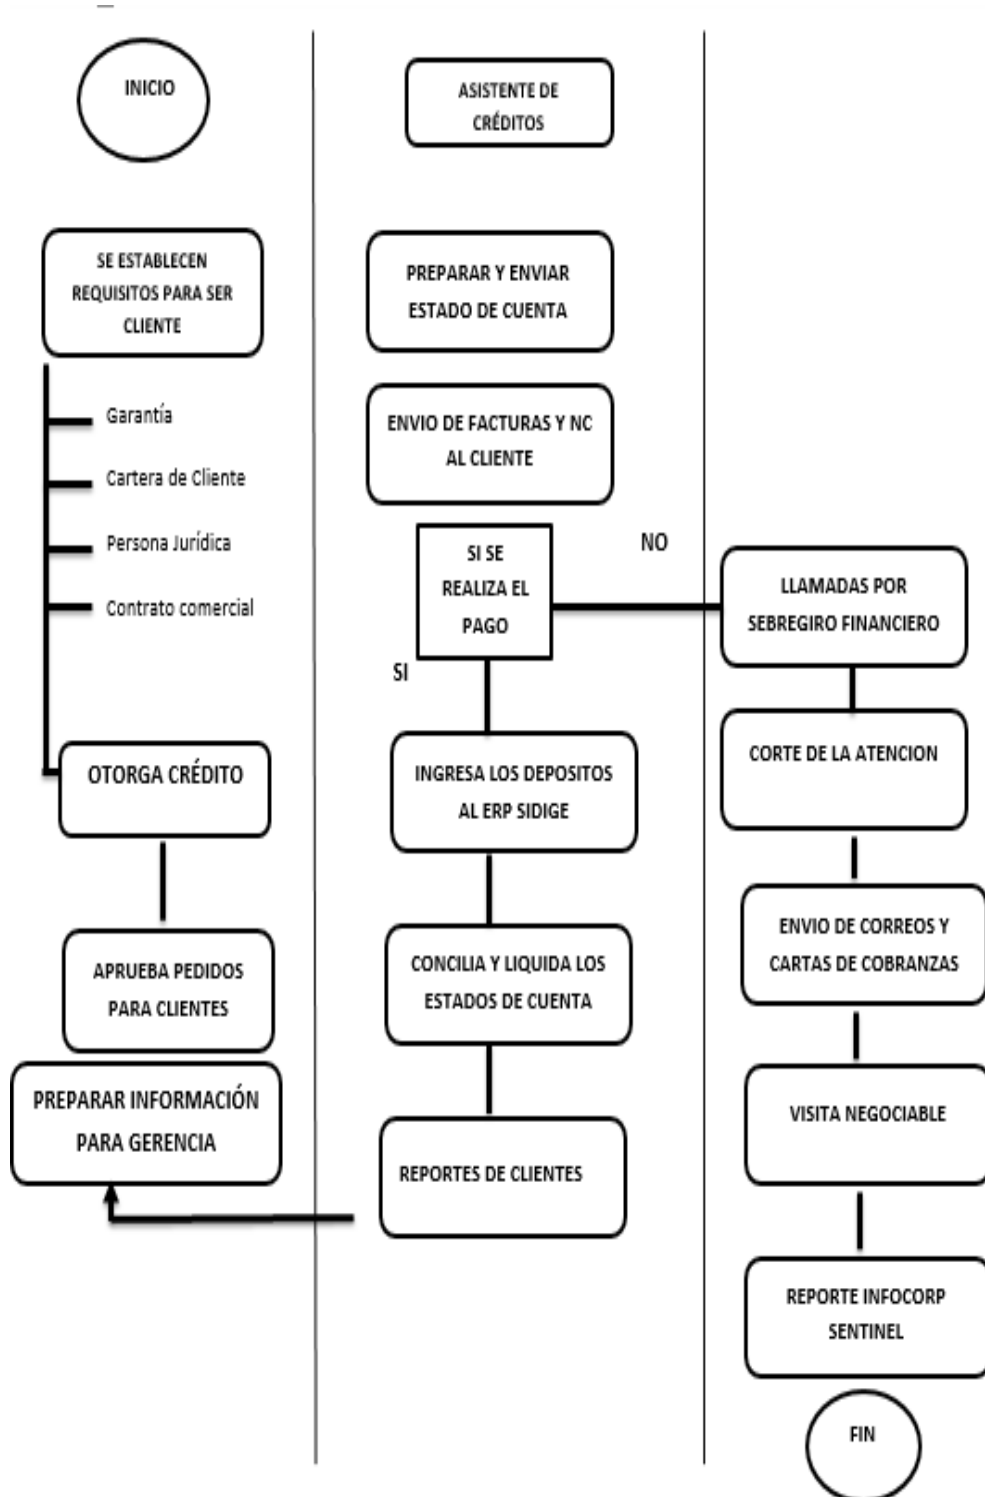 INICIO
SE ESTABLECEN
REQUISITOS PARA SER
CLIENTE
Garantía
Cartera de Cliente
Persona Jurídica
Contrato comercial
OTORGA CRÉDITO
APRUEBA PEDIDOS
PARA CLIENTES
PREPARAR INFORMACIÓN
PARA GERENCIA
ASISTENTE DE
CRÉDITOS
PREPARAR Y ENVIAR
ESTADO DE CUENTA
ENVIO DE FACTURAS Y NC
AL CLIENTE
SI SE
REALIZA EL
PAGO
NO
SI
INGRESA LOS DEPOSITOS
AL ERP SIDIGE
CONCILIA Y LIQUIDA LOS
ESTADOS DE CUENTA
REPORTES DE CLIENTES
LLAMADAS POR
SEBREGIRO FINANCIERO
CORTE DE LA ATENCION
ENVIO DE CORREOS Y
CARTAS DE COBRANZAS
VISITA NEGOCIABLE
REPORTE INFOCORP
SENTINEL
FIN